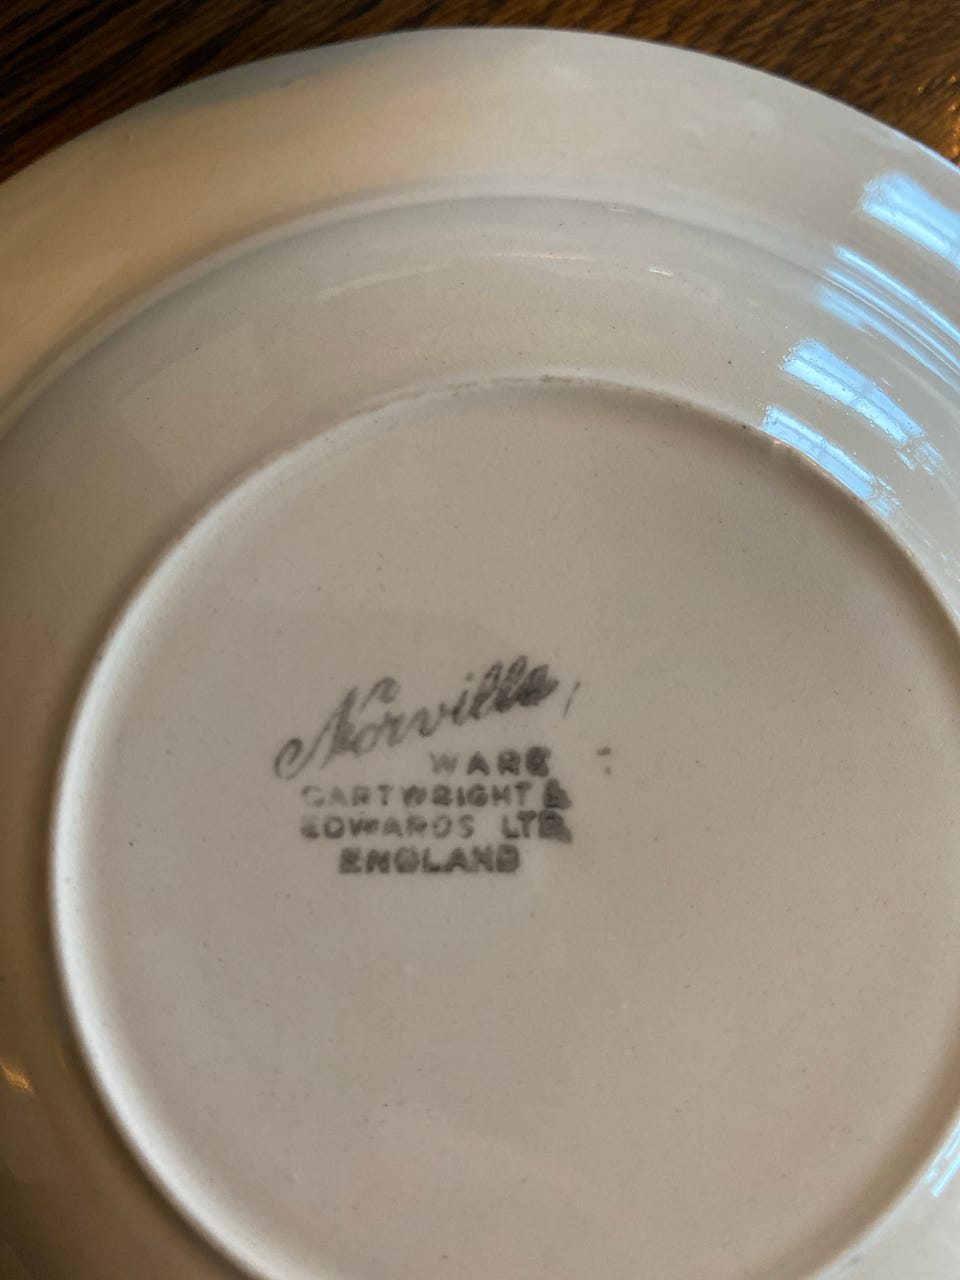 Norville
WARE
CARTWRIGHT &
EDWARDS LTD
ENGLAND